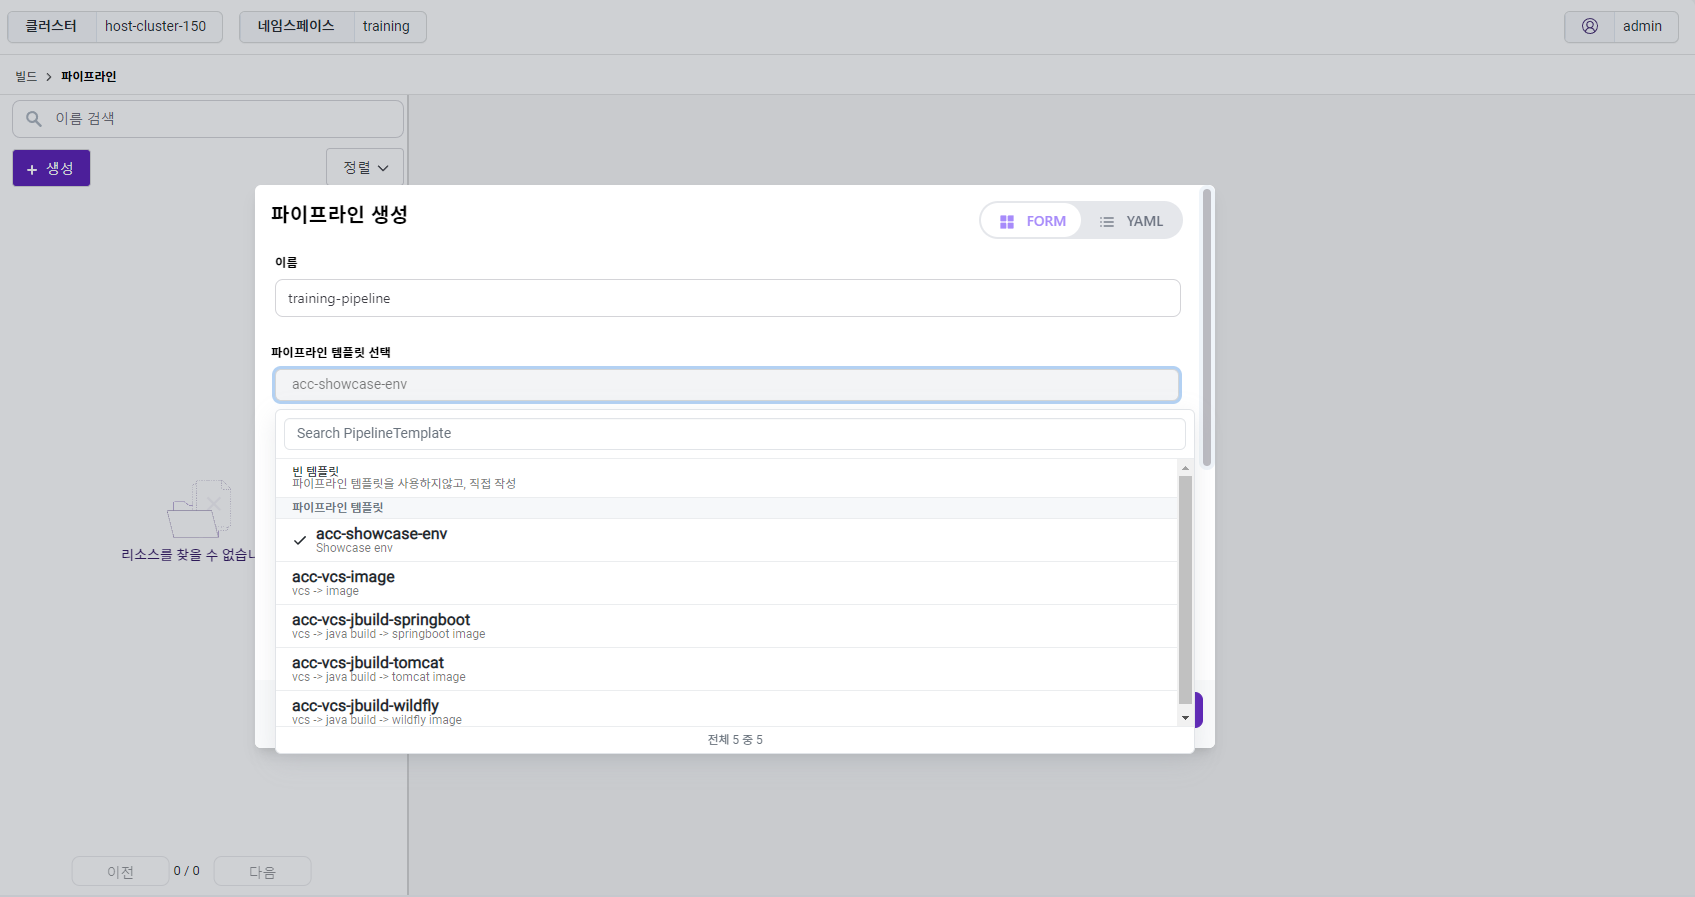 클러스터 host-cluster-150 네임스페이스 training admin
빌드 > 파이프라인
이름 검색
+ 생성 정렬
파이프라인 생성 FORM YAML
이름
training-pipeline
파이프라인 템플릿 선택
acc-showcase-env
Search PipelineTemplate
빈 템플릿
파이프라인 템플릿을 사용하지않고, 직접 작성
파이프라인 템플릿
acc-showcase-env
Showcase env
acc-vcs-image
vcs -> image
acc-vcs-jbuild-springboot
vcs -> java build -> springboot image
acc-vcs-jbuild-tomcat
vcs -> java build -> tomcat image
acc-vcs-jbuild-wildfly
vcs -> java build -> wildfly image
전체 5 중 5
리소스를 찾을 수 없습
이전 0 / 0 다음